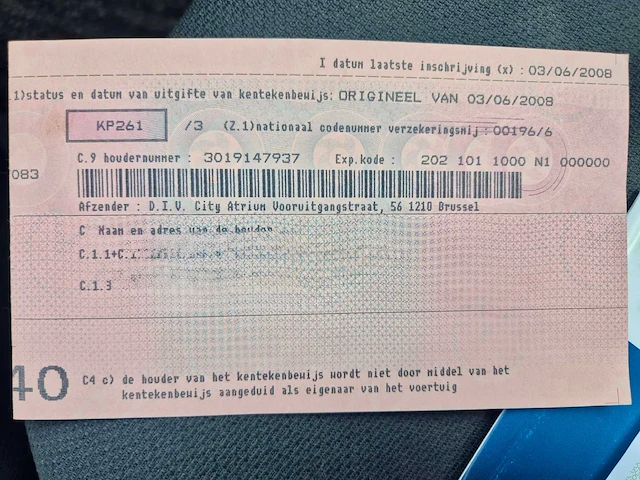 I datum laatste inschrijving (x) : 03/06/2008
1)status en datum van uitgifte van kentekenbewijs: ORIGINEEL VAN 03/06/2008
KP261 /3 (Z.1)nationaal codenummer verzekeringsmij : 00196/6
C.9 houdernummer : 3019147937 Exp.kode : 202 101 1000 N1 000000
083
Afzender : D.I.V. City Atrium Vooruitgangstraat, 56 1210 Brussel
C Naam en adres van de houder
C.1.1+C.
C.1.3
40
C4 c) de houder van het kentekenbewijs wordt niet door middel van het
kentekenbewijs aangeduid als eigenaar van het voertuig